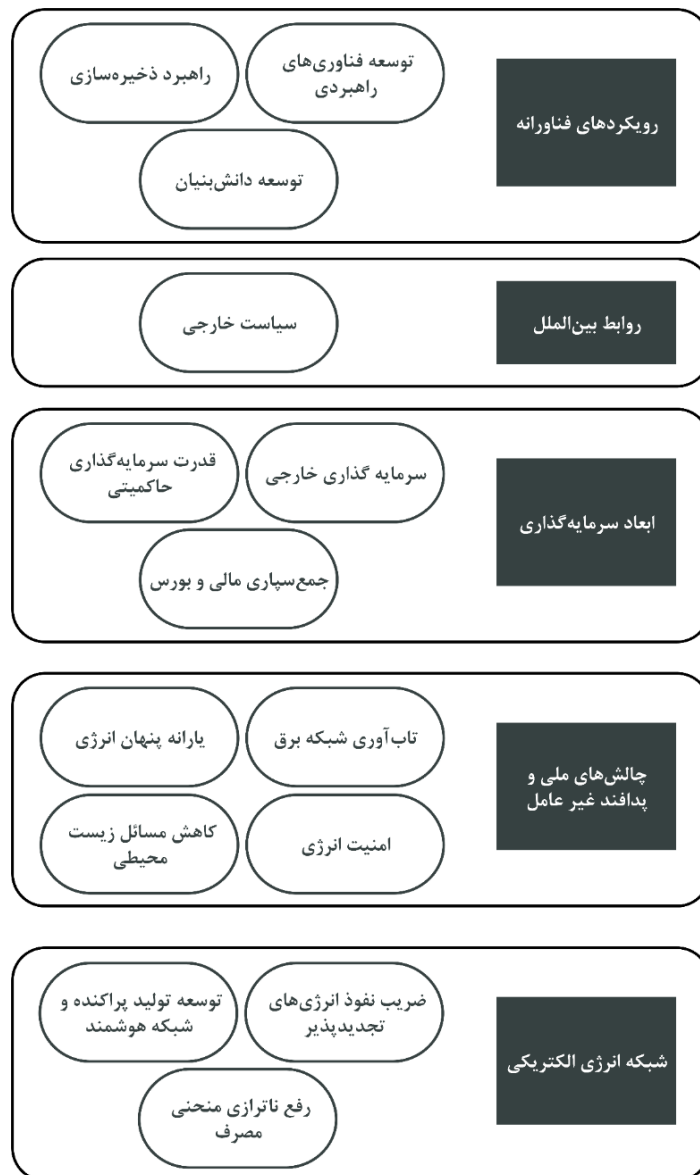 رویکردهای فناورانه
توسعه فناوری‌های
راهبردی
راهبرد ذخیره‌سازی
توسعه دانش‌بنیان
روابط بین‌الملل
سیاست خارجی
ابعاد سرمایه‌گذاری
سرمایه گذاری خارجی
قدرت سرمایه‌گذاری
حاکمیتی
جمع‌سپاری مالی و بورس
چالش‌های ملی و
پدافند غیر عامل
تاب‌آوری شبکه برق
یارانه پنهان انرژی
امنیت انرژی
کاهش مسائل زیست
محیطی
شبکه انرژی الکتریکی
ضریب نفوذ انرژی‌های
تجدیدپذیر
توسعه تولید پراکنده و
شبکه هوشمند
رفع ناترازی منحنی
مصرف